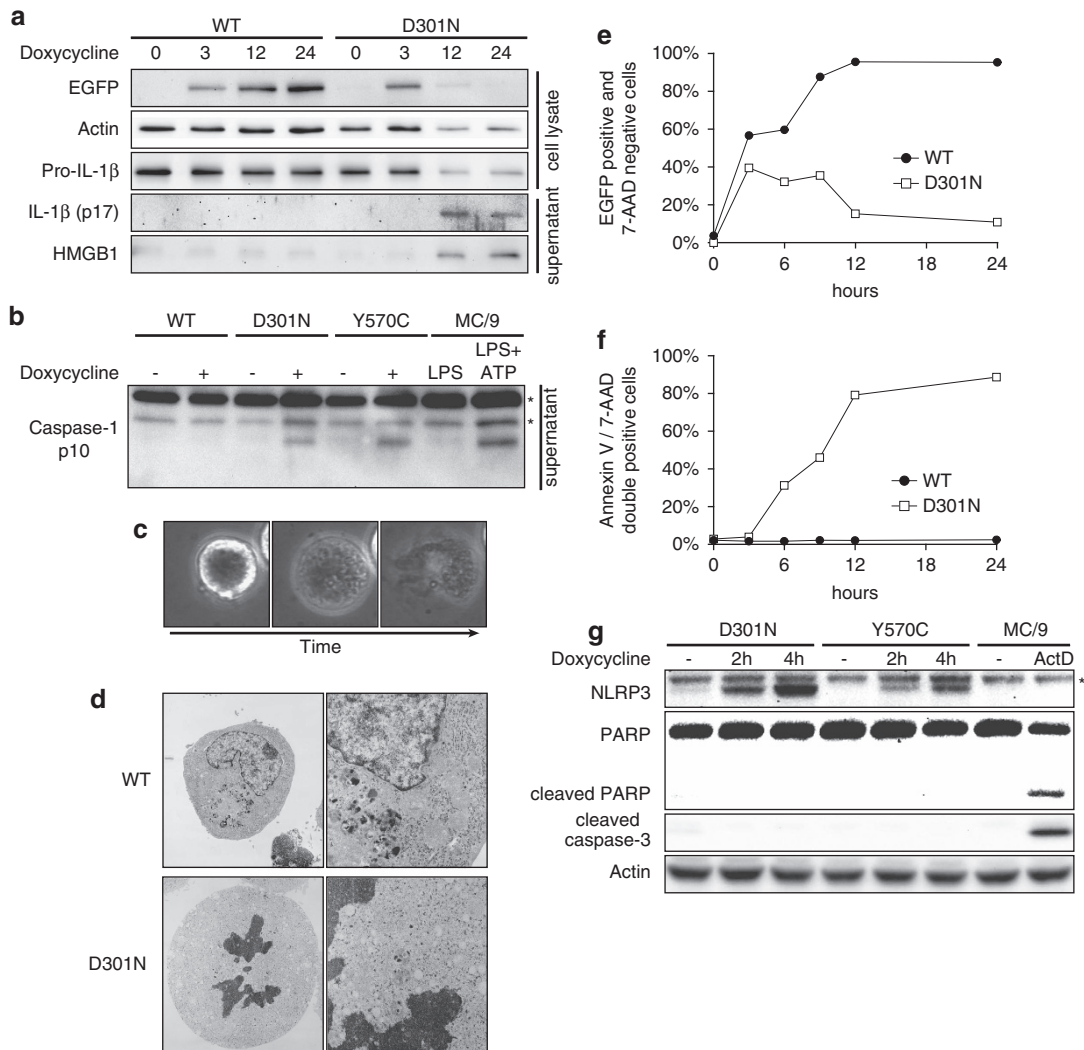 a
WT D301N
Doxycycline 0 3 12 24 0 3 12 24
EGFP
Actin
Pro-IL-1β
IL-1β (p17)
HMGB1
cell lysate
supernatant
b
WT D301N Y570C MC/9
Doxycycline - + - + - + LPS LPS+ ATP
Caspase-1
p10
*
*
supernatant
c
Time
d
WT
D301N
e
EGFP positive and
7-AAD negative cells
100%
80%
60%
40%
20%
0%
WT
D301N
0 6 12 18 24
hours
f
Annexin V / 7-AAD
double positive cells
100%
80%
60%
40%
20%
0%
WT
D301N
0 6 12 18 24
hours
g
D301N Y570C MC/9
Doxycycline - 2h 4h - 2h 4h - ActD
NLRP3 *
PARP
cleaved PARP
cleaved
caspase-3
Actin